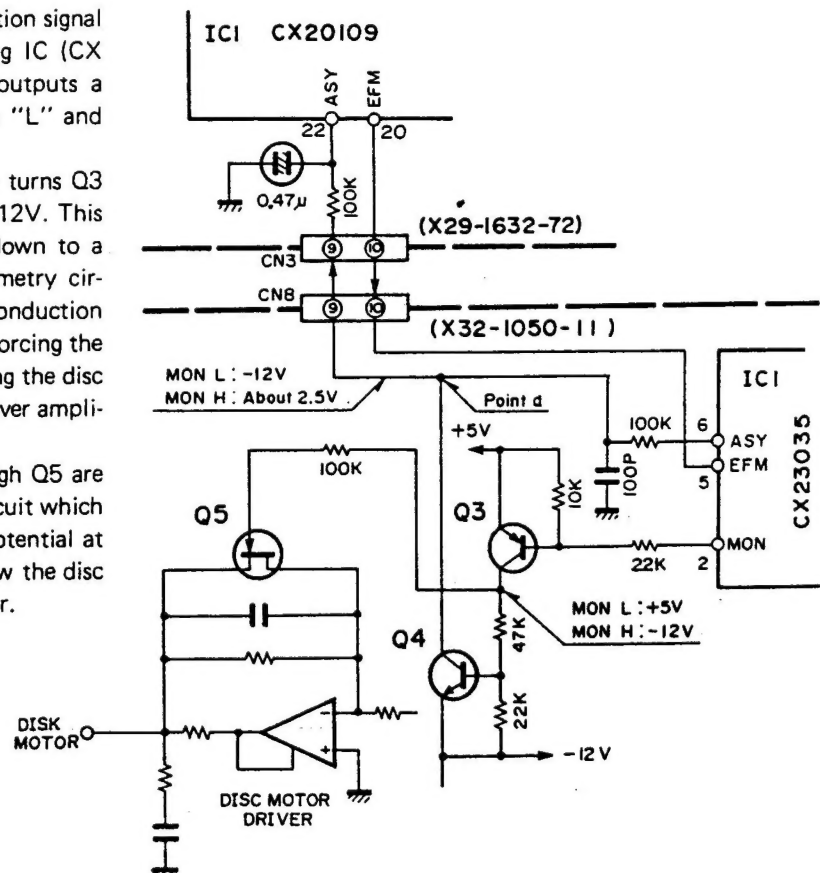 tion signal
g IC (CX
outputs a
"L" and
turns Q3
12V. This
down to a
metry cir-
onduction
orcing the
ng the disc
ver ampli-
gh Q5 are
cuit which
otential at
w the disc
r.
IC1 CX20109
ASY
EFM
22
20
0.47µ
100K
(X29-1632-72)
CN3
9
10
CN8
9
10
(X32-1050-11)
MON L : -12V
MON H : About 2.5V
Point d
IC1
CX23035
100K
6
ASY
EFM
5
100P
+5V
10K
Q3
MON
22K
2
100K
Q5
MON L : +5V
MON H : -12V
47K
Q4
22K
-12V
DISK
MOTOR
-
+
DISC MOTOR
DRIVER